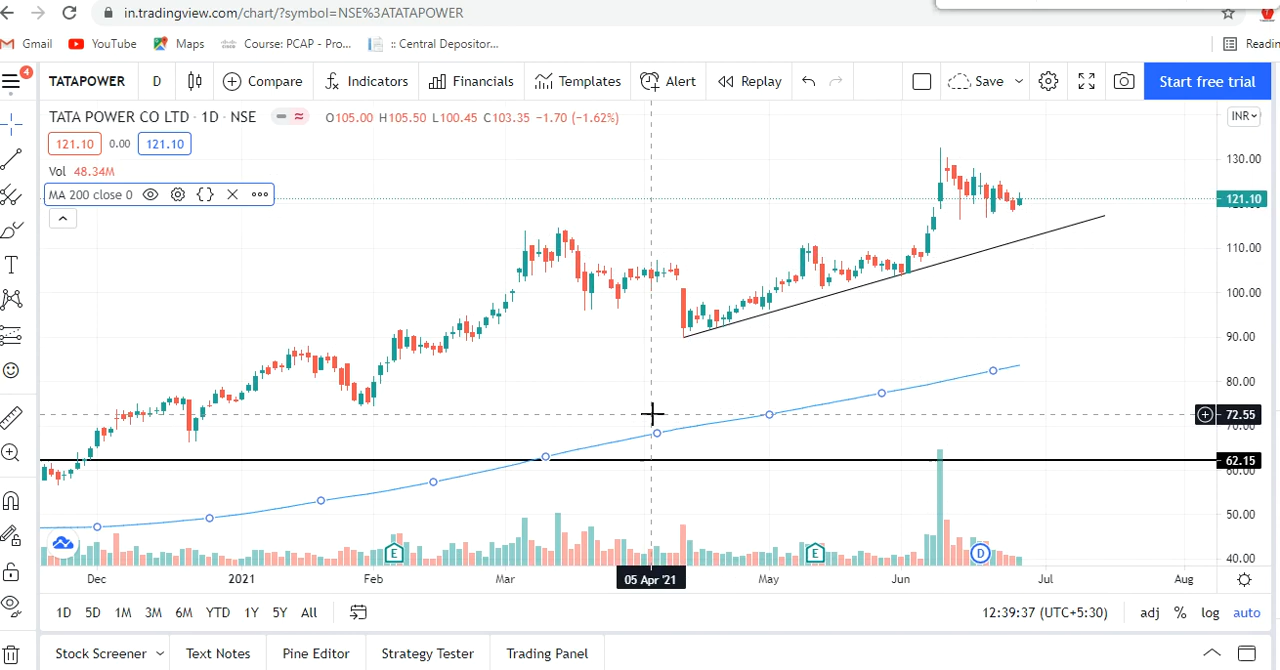 in.tradingview.com/chart/?symbol=NSE%3ATATAPOWER
Gmail YouTube Maps Course: PCAP - Pro... :: Central Depositor... Readin
4
TATAPOWER D Compare Indicators Financials Templates Alert Replay Save Start free trial
TATA POWER CO LTD · 1D · NSE O105.00 H105.50 L100.45 C103.35 −1.70 (−1.62%) INR
121.10 0.00 121.10
Vol 48.34M
MA 200 close 0
130.00
121.10
110.00
100.00
90.00
80.00
72.55
70.00
62.15
60.00
50.00
40.00
E E D
Dec 2021 Feb Mar 05 Apr '21 May Jun Jul Aug
1D 5D 1M 3M 6M YTD 1Y 5Y All 12:39:37 (UTC+5:30) adj % log auto
Stock Screener Text Notes Pine Editor Strategy Tester Trading Panel